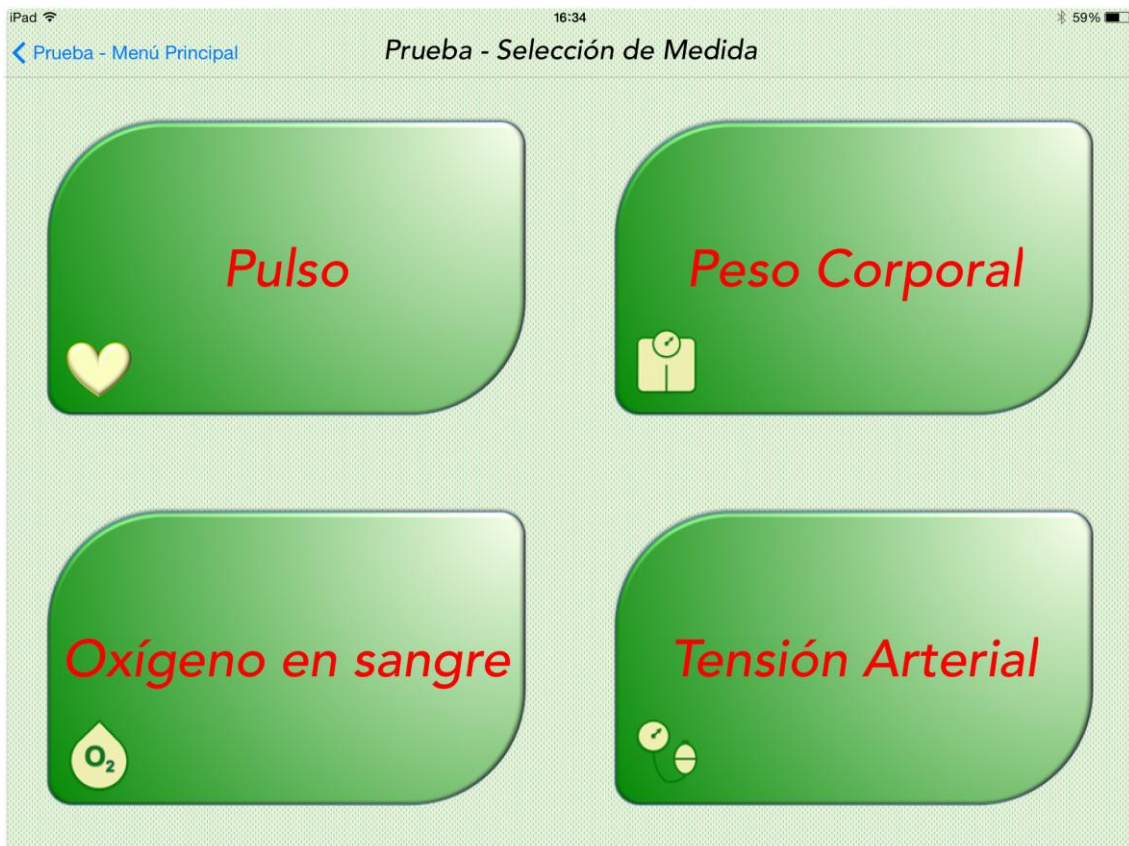 iPad 16:34 59%
Prueba - Menú Principal Prueba - Selección de Medida
Pulso
Peso Corporal
Oxígeno en sangre
O₂
Tensión Arterial